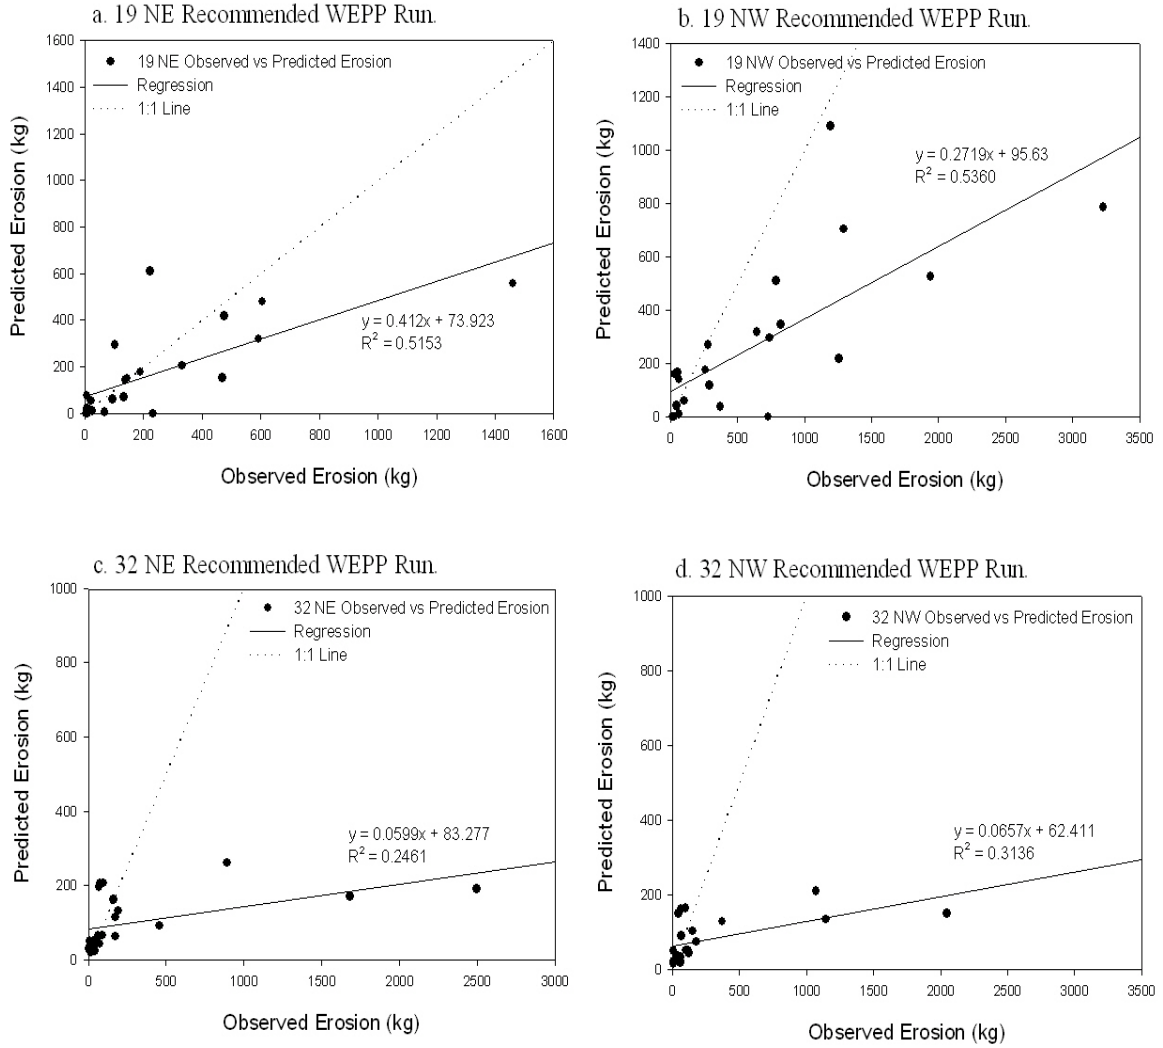 a. 19 NE Recommended WEPP Run.
1600
1400
1200
1000
800
600
400
200
0
Predicted Erosion (kg)
19 NE Observed vs Predicted Erosion
Regression
1:1 Line
y = 0.412x + 73.923
R² = 0.5153
0 200 400 600 800 1000 1200 1400 1600
Observed Erosion (kg)
b. 19 NW Recommended WEPP Run.
1400
1200
1000
800
600
400
200
0
Predicted Erosion (kg)
19 NW Observed vs Predicted Erosion
Regression
1:1 Line
y = 0.2719x + 95.63
R² = 0.5360
0 500 1000 1500 2000 2500 3000 3500
Observed Erosion (kg)
c. 32 NE Recommended WEPP Run.
1000
800
600
400
200
0
Predicted Erosion (kg)
32 NE Observed vs Predicted Erosion
Regression
1:1 Line
y = 0.0599x + 83.277
R² = 0.2461
0 500 1000 1500 2000 2500 3000
Observed Erosion (kg)
d. 32 NW Recommended WEPP Run.
1000
800
600
400
200
0
Predicted Erosion (kg)
32 NW Observed vs Predicted Erosion
Regression
1:1 Line
y = 0.0657x + 62.411
R² = 0.3136
0 500 1000 1500 2000 2500 3000 3500
Observed Erosion (kg)